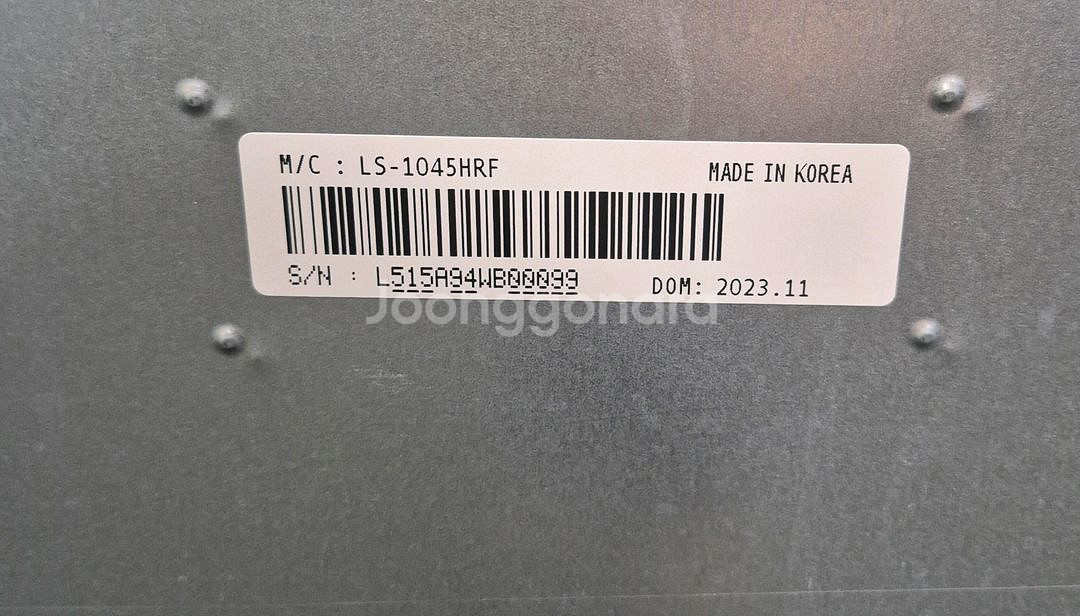 M/C : LS-1045HRF
MADE IN KOREA
S/N : L515A94WB00099
DOM: 2023.11
Joonggonara